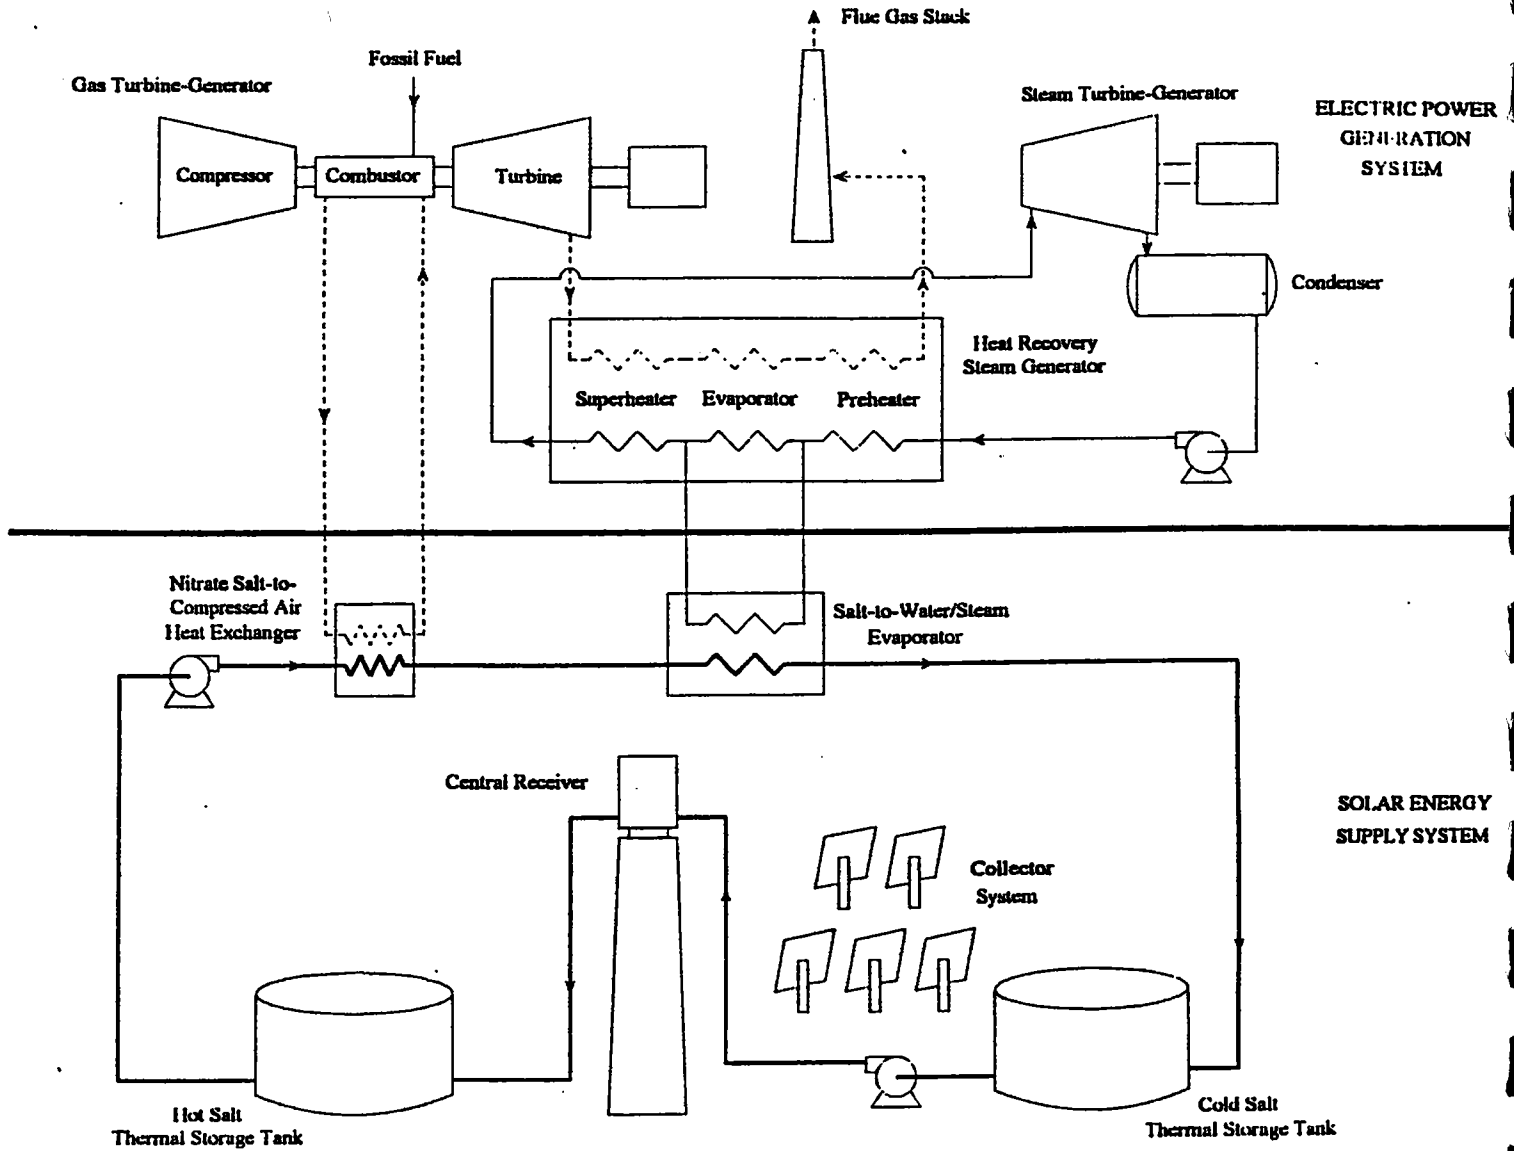 Flue Gas Stack
Fossil Fuel
Gas Turbine-Generator
Steam Turbine-Generator
ELECTRIC POWER
GENERATION
SYSTEM
Compressor
Combustor
Turbine
Condenser
Heat Recovery
Steam Generator
Superheater
Evaporator
Preheater
Nitrate Salt-to-
Compressed Air
Heat Exchanger
Salt-to-Water/Steam
Evaporator
Central Receiver
SOLAR ENERGY
SUPPLY SYSTEM
Collector
System
Hot Salt
Thermal Storage Tank
Cold Salt
Thermal Storage Tank